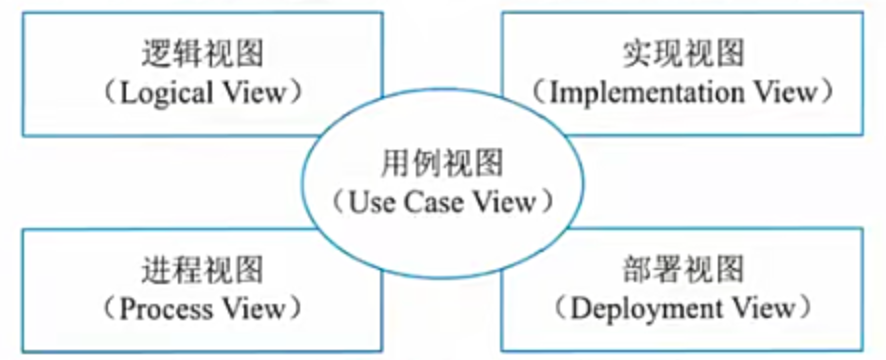 逻辑视图
（Logical View）
实现视图
（Implementation View）
用例视图
（Use Case View）
进程视图
（Process View）
部署视图
（Deployment View）